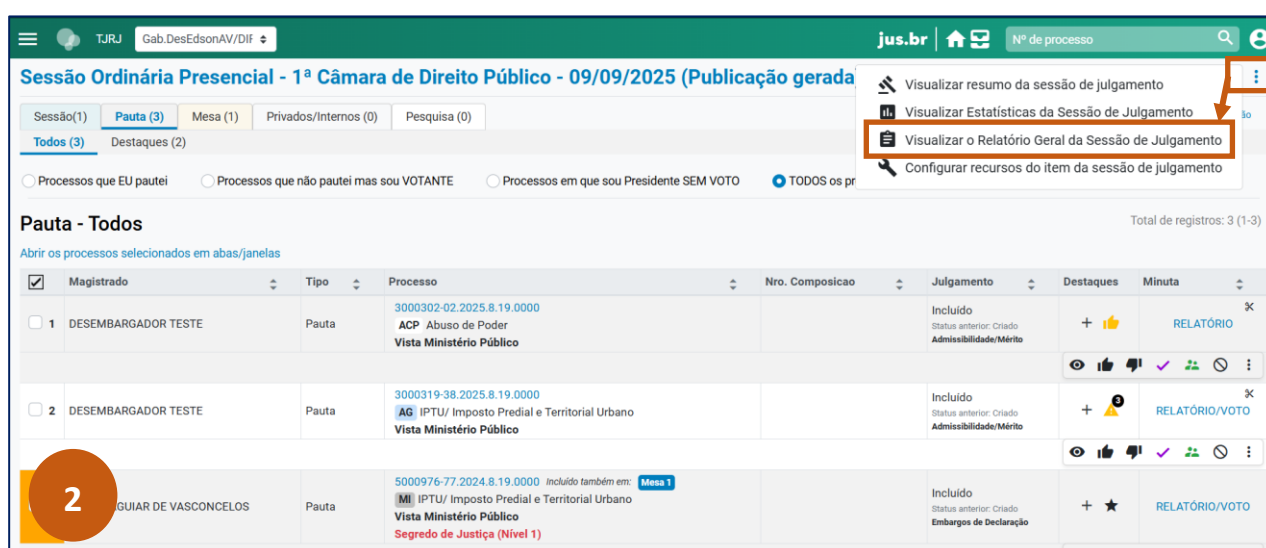 TJRJ Gab.DesEdsonAV/DIF jus.br Nº de processo
Sessão Ordinária Presencial - 1ª Câmara de Direito Público - 09/09/2025 (Publicação gerada
Visualizar resumo da sessão de julgamento
Visualizar Estatísticas da Sessão de Julgamento
Visualizar o Relatório Geral da Sessão de Julgamento
Configurar recursos do item da sessão de julgamento
Sessão(1) Pauta (3) Mesa (1) Privados/Internos (0) Pesquisa (0)
Todos (3) Destaques (2)
Processos que EU pautei Processos que não pautei mas sou VOTANTE Processos em que sou Presidente SEM VOTO TODOS os pr
Pauta - Todos
Total de registros: 3 (1-3)
Abrir os processos selecionados em abas/janelas
Magistrado Tipo Processo Nro. Composicao Julgamento Destaques Minuta
3000302-02.2025.8.19.0000
1 DESEMBARGADOR TESTE Pauta ACP Abuso de Poder Incluído RELATÓRIO
Status anterior: Criado
Vista Ministério Público Admissibilidade/Mérito
3000319-38.2025.8.19.0000
2 DESEMBARGADOR TESTE Pauta AG IPTU/ Imposto Predial e Territorial Urbano Incluído 3 RELATÓRIO/VOTO
Status anterior: Criado
Vista Ministério Público Admissibilidade/Mérito
5000976-77.2024.8.19.0000 Incluído também em: Mesa 1
MI IPTU/ Imposto Predial e Territorial Urbano Incluído
2 GUIAR DE VASCONCELOS Pauta Vista Ministério Público Status anterior: Criado RELATÓRIO/VOTO
Segredo de Justiça (Nível 1) Embargos de Declaração